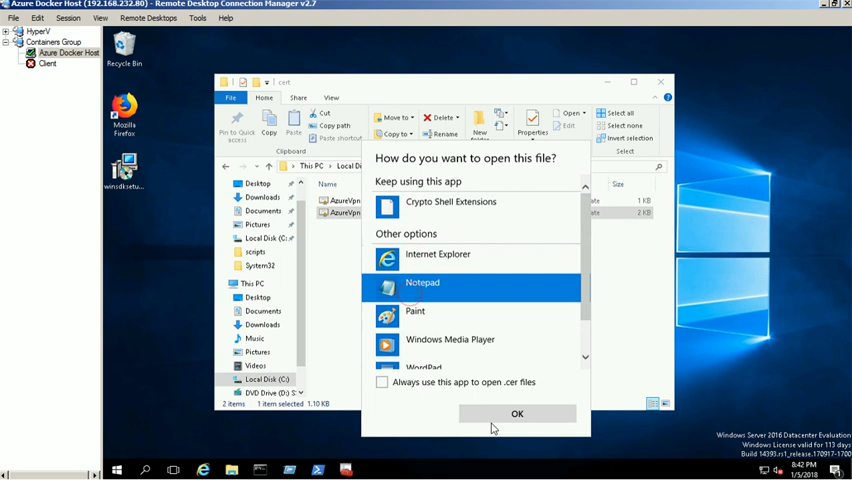 Azure Docker Host (192.168.232.80) - Remote Desktop Connection Manager v2.7
File Edit Session View Remote Desktops Tools Help
HyperV
Containers Group
Azure Docker Host
Client
Recycle Bin
Mozilla
Firefox
winsdksetu...
cert
File Home Share View
Pin to Quick
access
Copy
Paste
Cut
Copy path
Paste shortcut
Clipboard
Move to
Copy to
Delete
Rename
New
Properties
Open
Edit
Select all
Select none
Invert selection
Select
This PC Local Di
Desktop
Downloads
Documents
Pictures
Local Disk (C:)
scripts
System32
This PC
Desktop
Documents
Downloads
Music
Pictures
Videos
Local Disk (C:)
DVD Drive (D:) S
Name
Size
AzureVpn
ate 1 KB
AzureVpn
ate 2 KB
2 items 1 item selected 1.10 KB
How do you want to open this file?
Keep using this app
Crypto Shell Extensions
Other options
Internet Explorer
Notepad
Paint
Windows Media Player
WordPad
Always use this app to open .cer files
OK
Windows Server 2016 Datacenter Evaluation
Windows License valid for 113 days
Build 14393.rs1_release.170917-1700
8:42 PM
1/5/2018